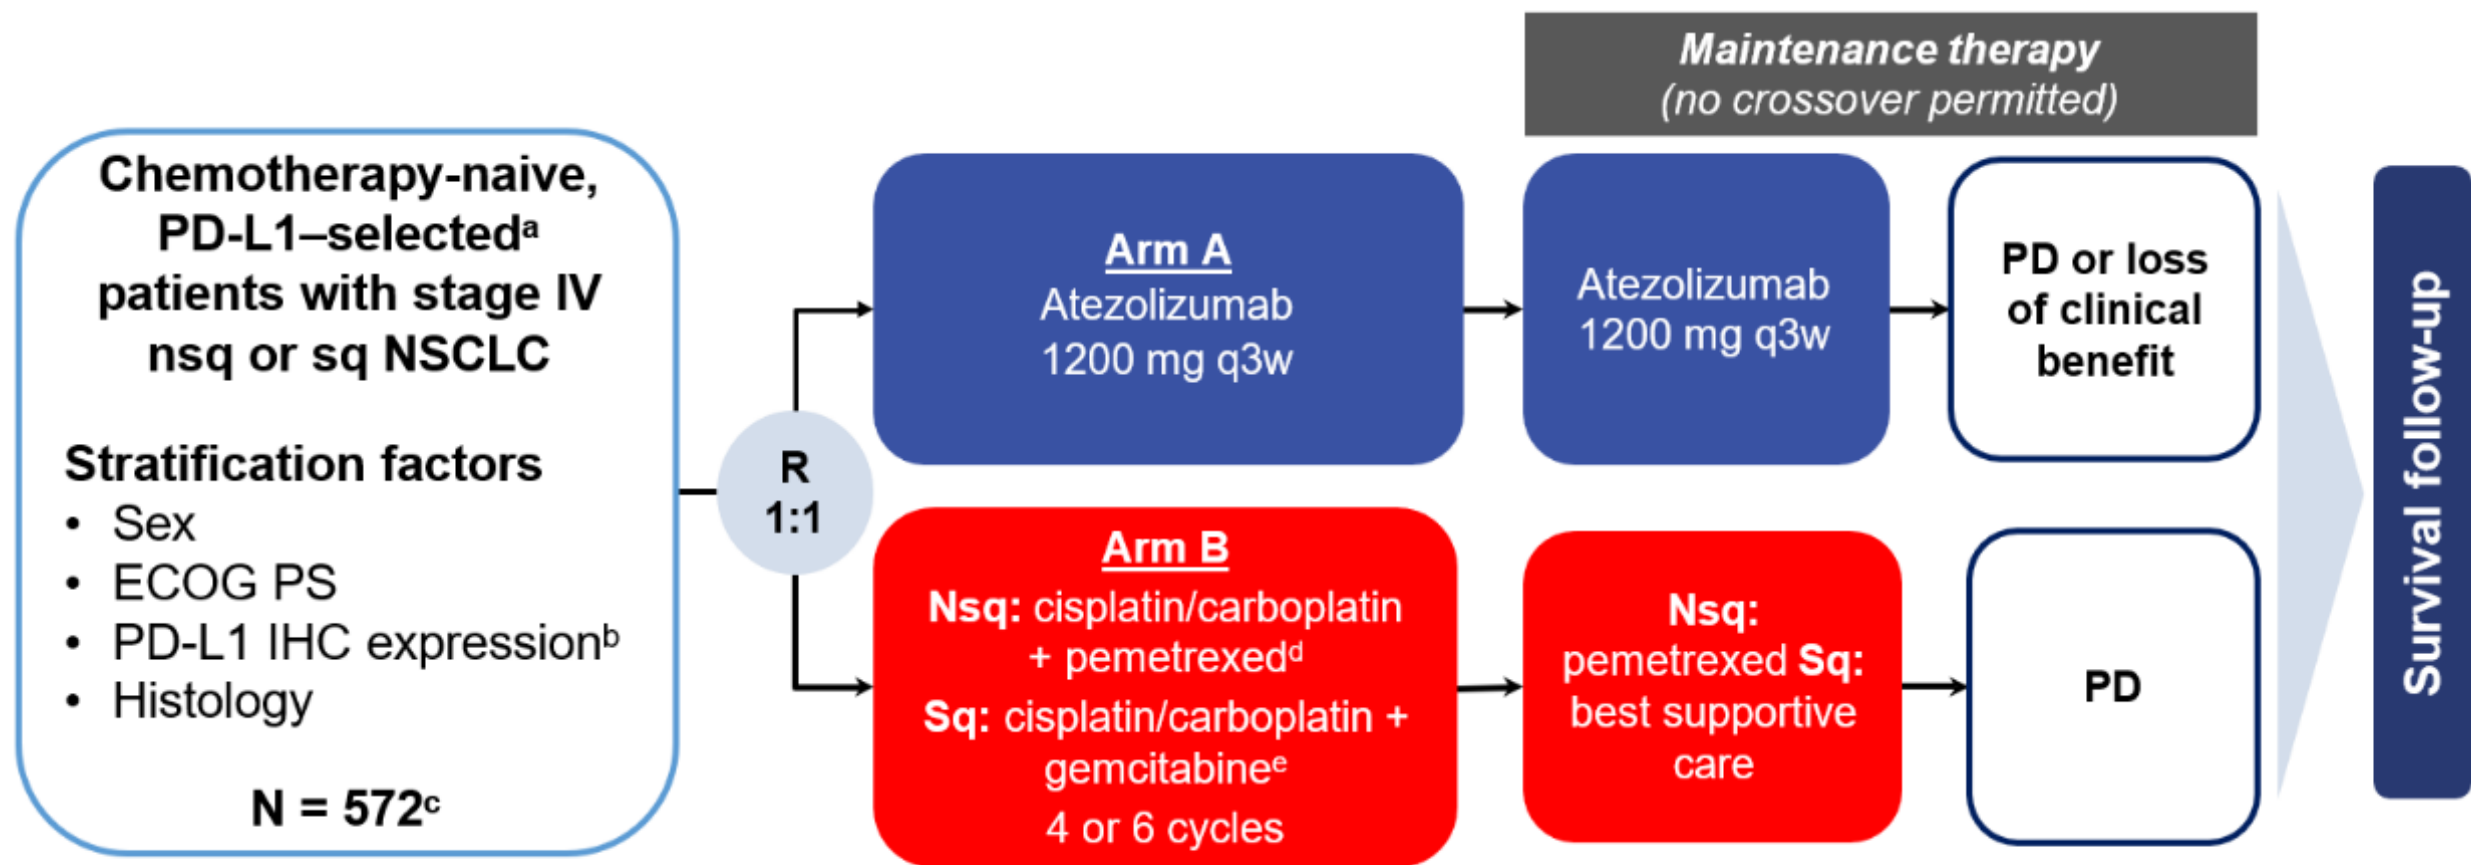 Maintenance therapy
(no crossover permitted)
Chemotherapy-naive,
PD-L1–selectedᵃ
patients with stage IV
nsq or sq NSCLC
Stratification factors
• Sex
• ECOG PS
• PD-L1 IHC expressionᵇ
• Histology
N = 572ᶜ
R
1:1
Arm A
Atezolizumab
1200 mg q3w
Atezolizumab
1200 mg q3w
PD or loss
of clinical
benefit
Arm B
Nsq: cisplatin/carboplatin
+ pemetrexedᵈ
Sq: cisplatin/carboplatin +
gemcitabineᵉ
4 or 6 cycles
Nsq:
pemetrexed Sq:
best supportive
care
PD
Survival follow-up